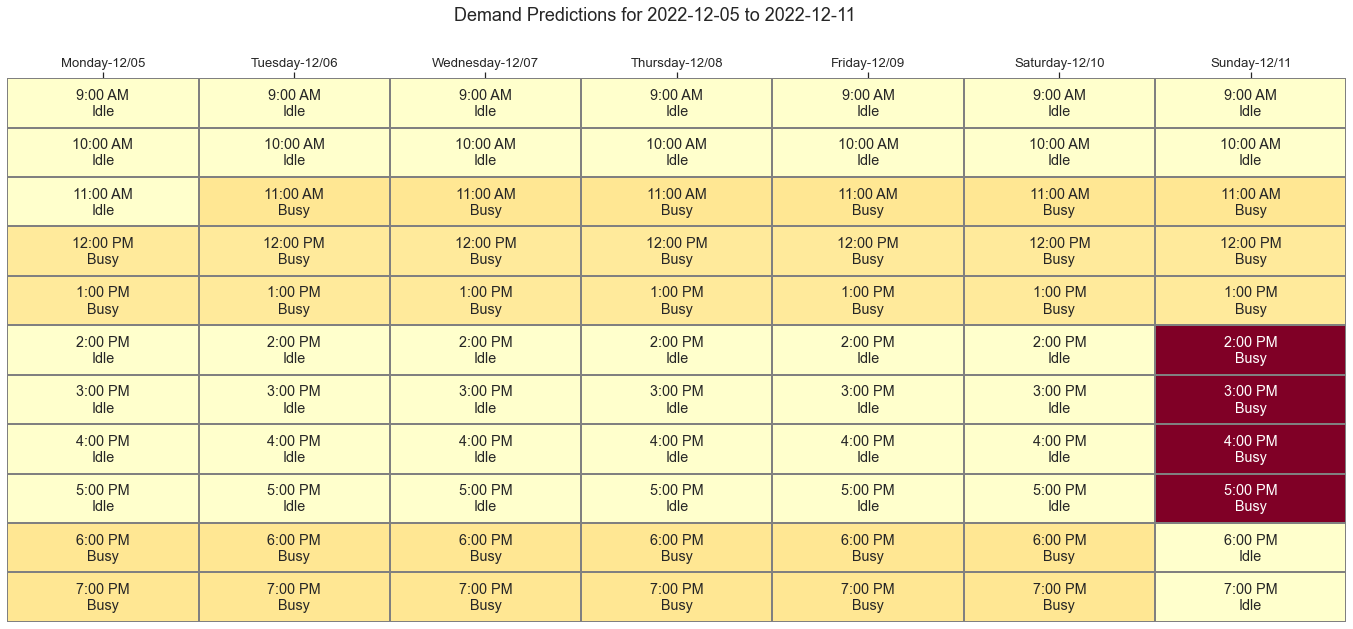 Demand Predictions for 2022-12-05 to 2022-12-11
Monday-12/05 Tuesday-12/06 Wednesday-12/07 Thursday-12/08 Friday-12/09 Saturday-12/10 Sunday-12/11
9:00 AM 9:00 AM 9:00 AM 9:00 AM 9:00 AM 9:00 AM 9:00 AM
Idle Idle Idle Idle Idle Idle Idle
10:00 AM 10:00 AM 10:00 AM 10:00 AM 10:00 AM 10:00 AM 10:00 AM
Idle Idle Idle Idle Idle Idle Idle
11:00 AM 11:00 AM 11:00 AM 11:00 AM 11:00 AM 11:00 AM 11:00 AM
Idle Busy Busy Busy Busy Busy Busy
12:00 PM 12:00 PM 12:00 PM 12:00 PM 12:00 PM 12:00 PM 12:00 PM
Busy Busy Busy Busy Busy Busy Busy
1:00 PM 1:00 PM 1:00 PM 1:00 PM 1:00 PM 1:00 PM 1:00 PM
Busy Busy Busy Busy Busy Busy Busy
2:00 PM 2:00 PM 2:00 PM 2:00 PM 2:00 PM 2:00 PM 2:00 PM
Idle Idle Idle Idle Idle Idle Busy
3:00 PM 3:00 PM 3:00 PM 3:00 PM 3:00 PM 3:00 PM 3:00 PM
Idle Idle Idle Idle Idle Idle Busy
4:00 PM 4:00 PM 4:00 PM 4:00 PM 4:00 PM 4:00 PM 4:00 PM
Idle Idle Idle Idle Idle Idle Busy
5:00 PM 5:00 PM 5:00 PM 5:00 PM 5:00 PM 5:00 PM 5:00 PM
Idle Idle Idle Idle Idle Idle Busy
6:00 PM 6:00 PM 6:00 PM 6:00 PM 6:00 PM 6:00 PM 6:00 PM
Busy Busy Busy Busy Busy Busy Idle
7:00 PM 7:00 PM 7:00 PM 7:00 PM 7:00 PM 7:00 PM 7:00 PM
Busy Busy Busy Busy Busy Busy Idle